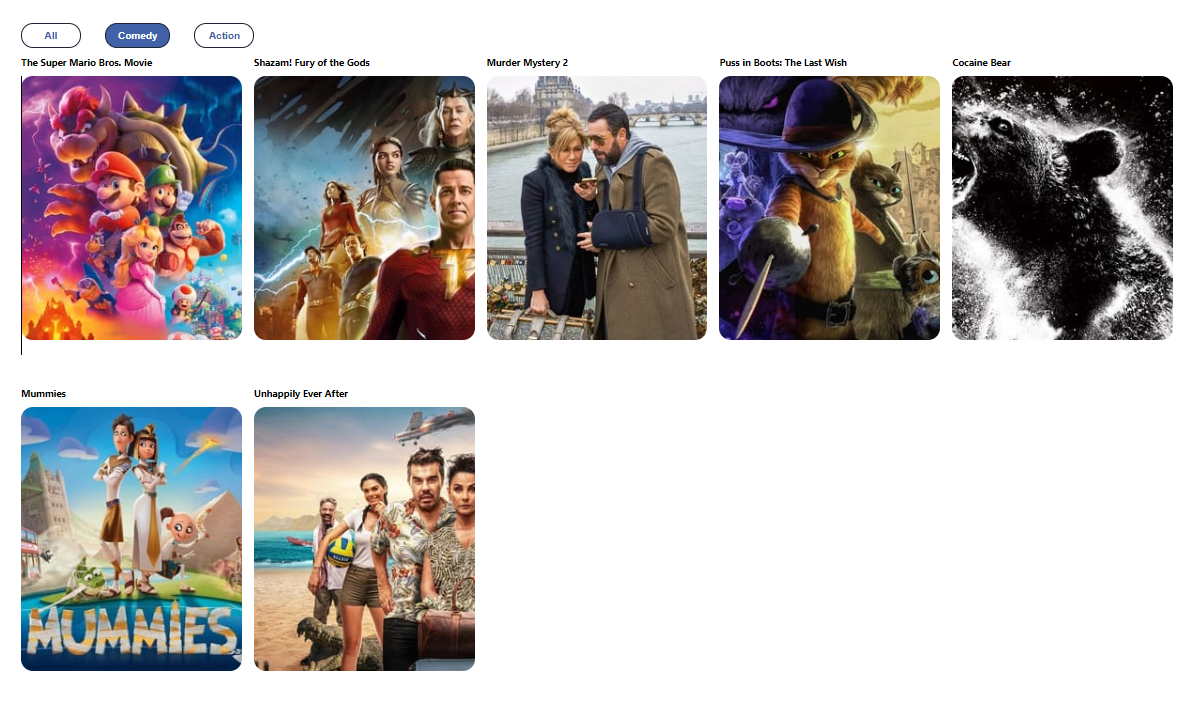 All
Comedy
Action
The Super Mario Bros. Movie
Shazam! Fury of the Gods
Murder Mystery 2
Puss in Boots: The Last Wish
Cocaine Bear
Mummies
Unhappily Ever After
MUMMIES